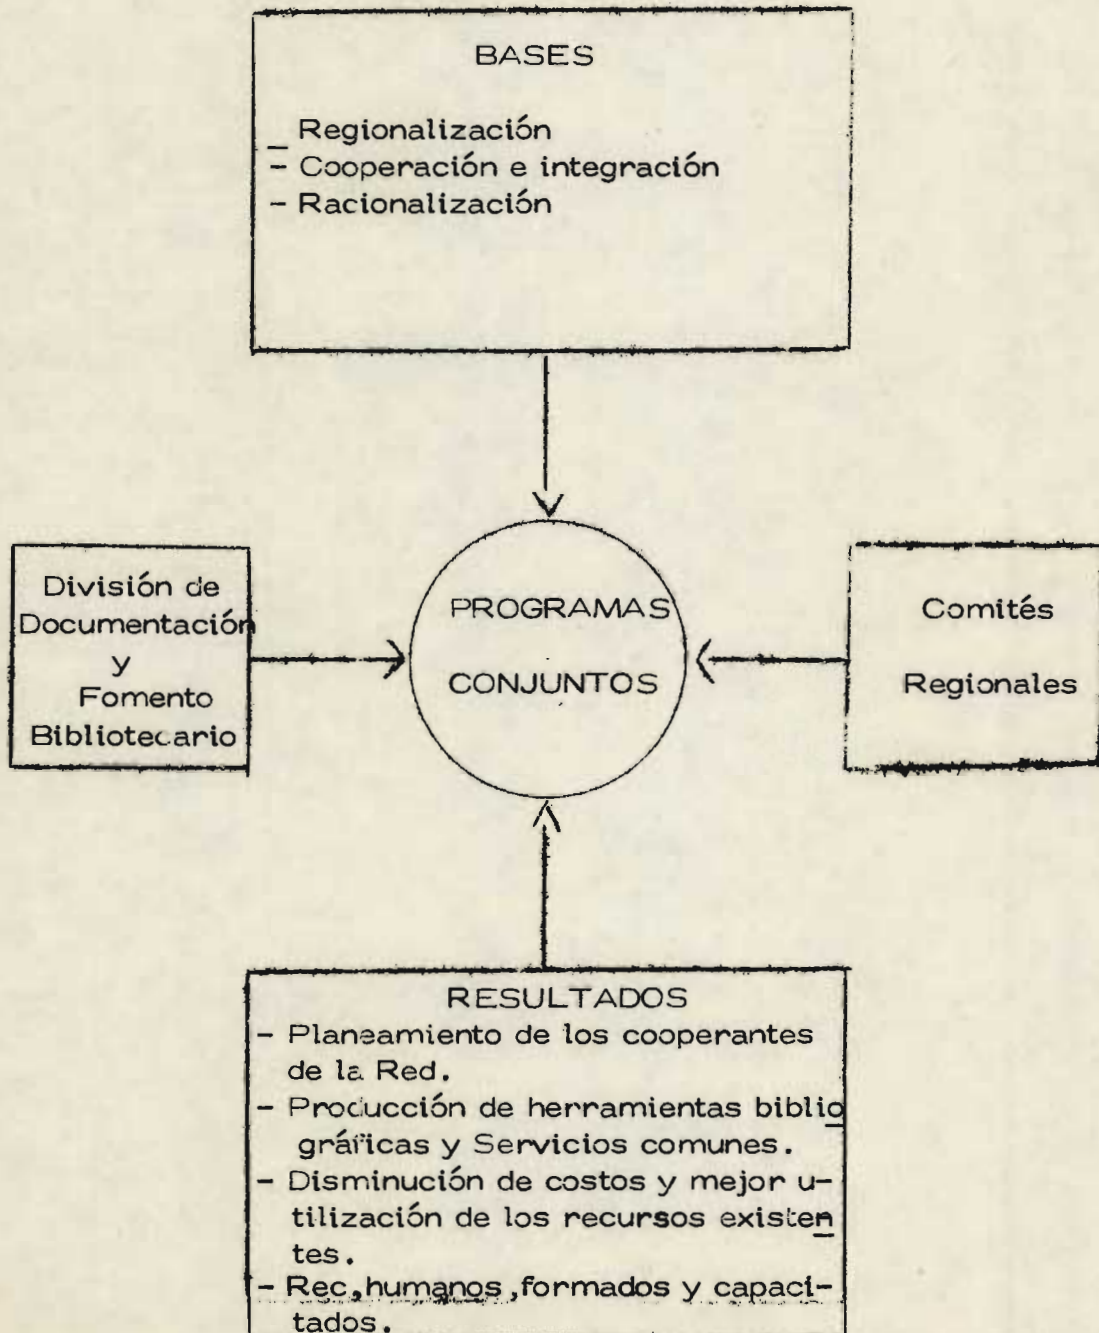 BASES
_ Regionalización
- Cooperación e integración
- Racionalización
División de
Documentación
y
Fomento
Bibliotecario
PROGRAMAS
CONJUNTOS
Comités
Regionales
RESULTADOS
- Planeamiento de los cooperantes
de la Red.
- Producción de herramientas biblio
gráficas y Servicios comunes.
- Disminución de costos y mejor u-
tilización de los recursos existen
tes.
- Rec,humanos,formados y capaci-
tados.